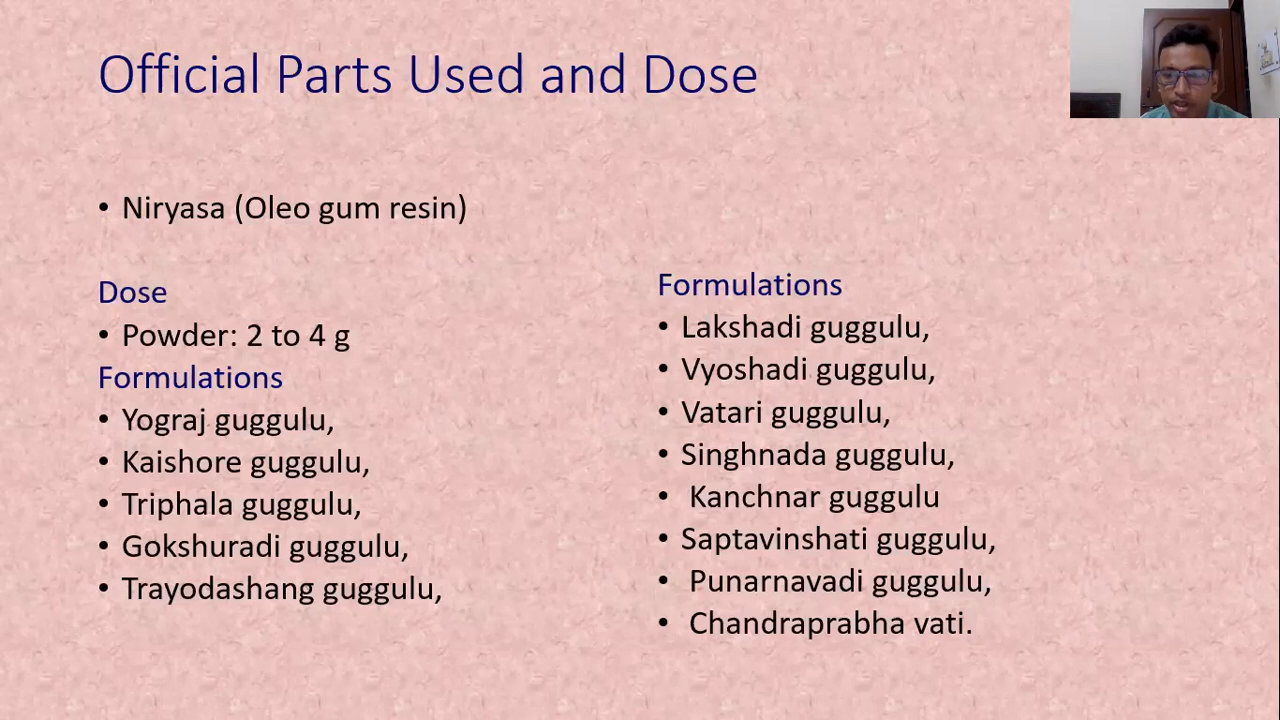 Official Parts Used and Dose
• Niryasa (Oleo gum resin)
Dose
• Powder: 2 to 4 g
Formulations
• Yograj guggulu,
• Kaishore guggulu,
• Triphala guggulu,
• Gokshuradi guggulu,
• Trayodashang guggulu,
Formulations
• Lakshadi guggulu,
• Vyoshadi guggulu,
• Vatari guggulu,
• Singhnada guggulu,
• Kanchnar guggulu
• Saptavinshati guggulu,
• Punarnavadi guggulu,
• Chandraprabha vati.